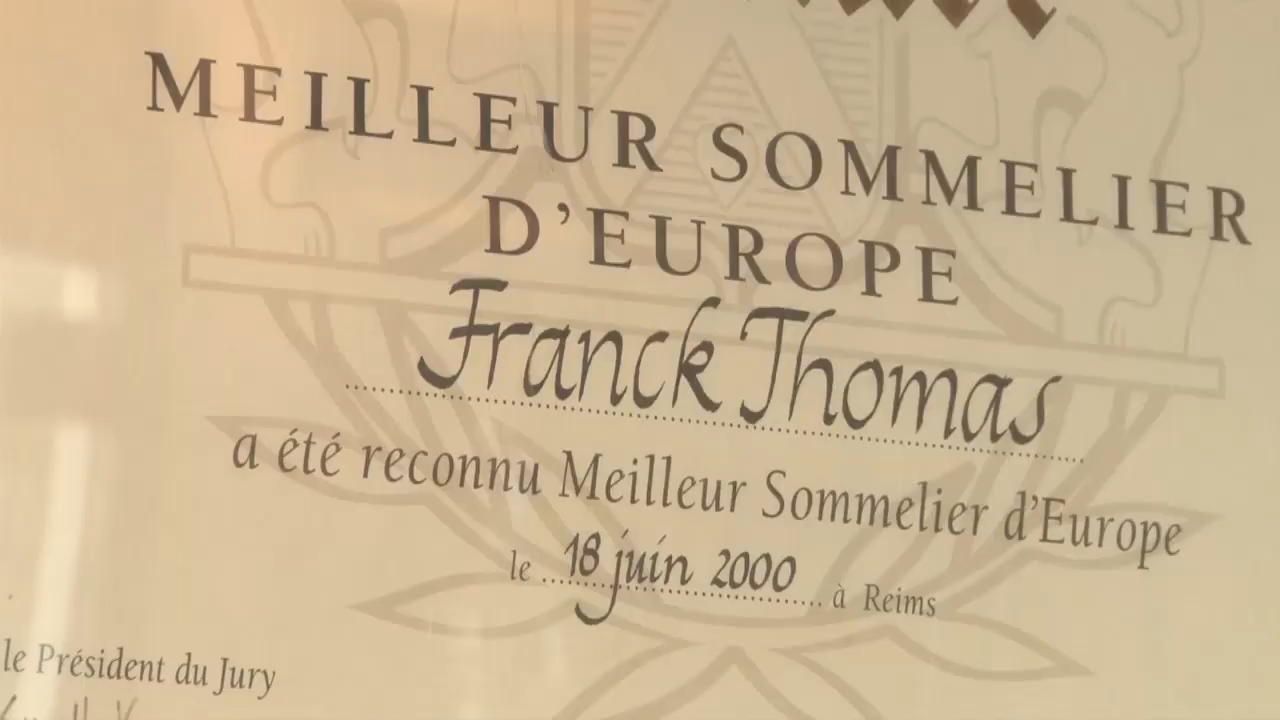 MEILLEUR SOMMELIER
D'EUROPE
Franck Thomas
a été reconnu Meilleur Sommelier d'Europe
le 18 juin 2000 à Reims
le Président du Jury